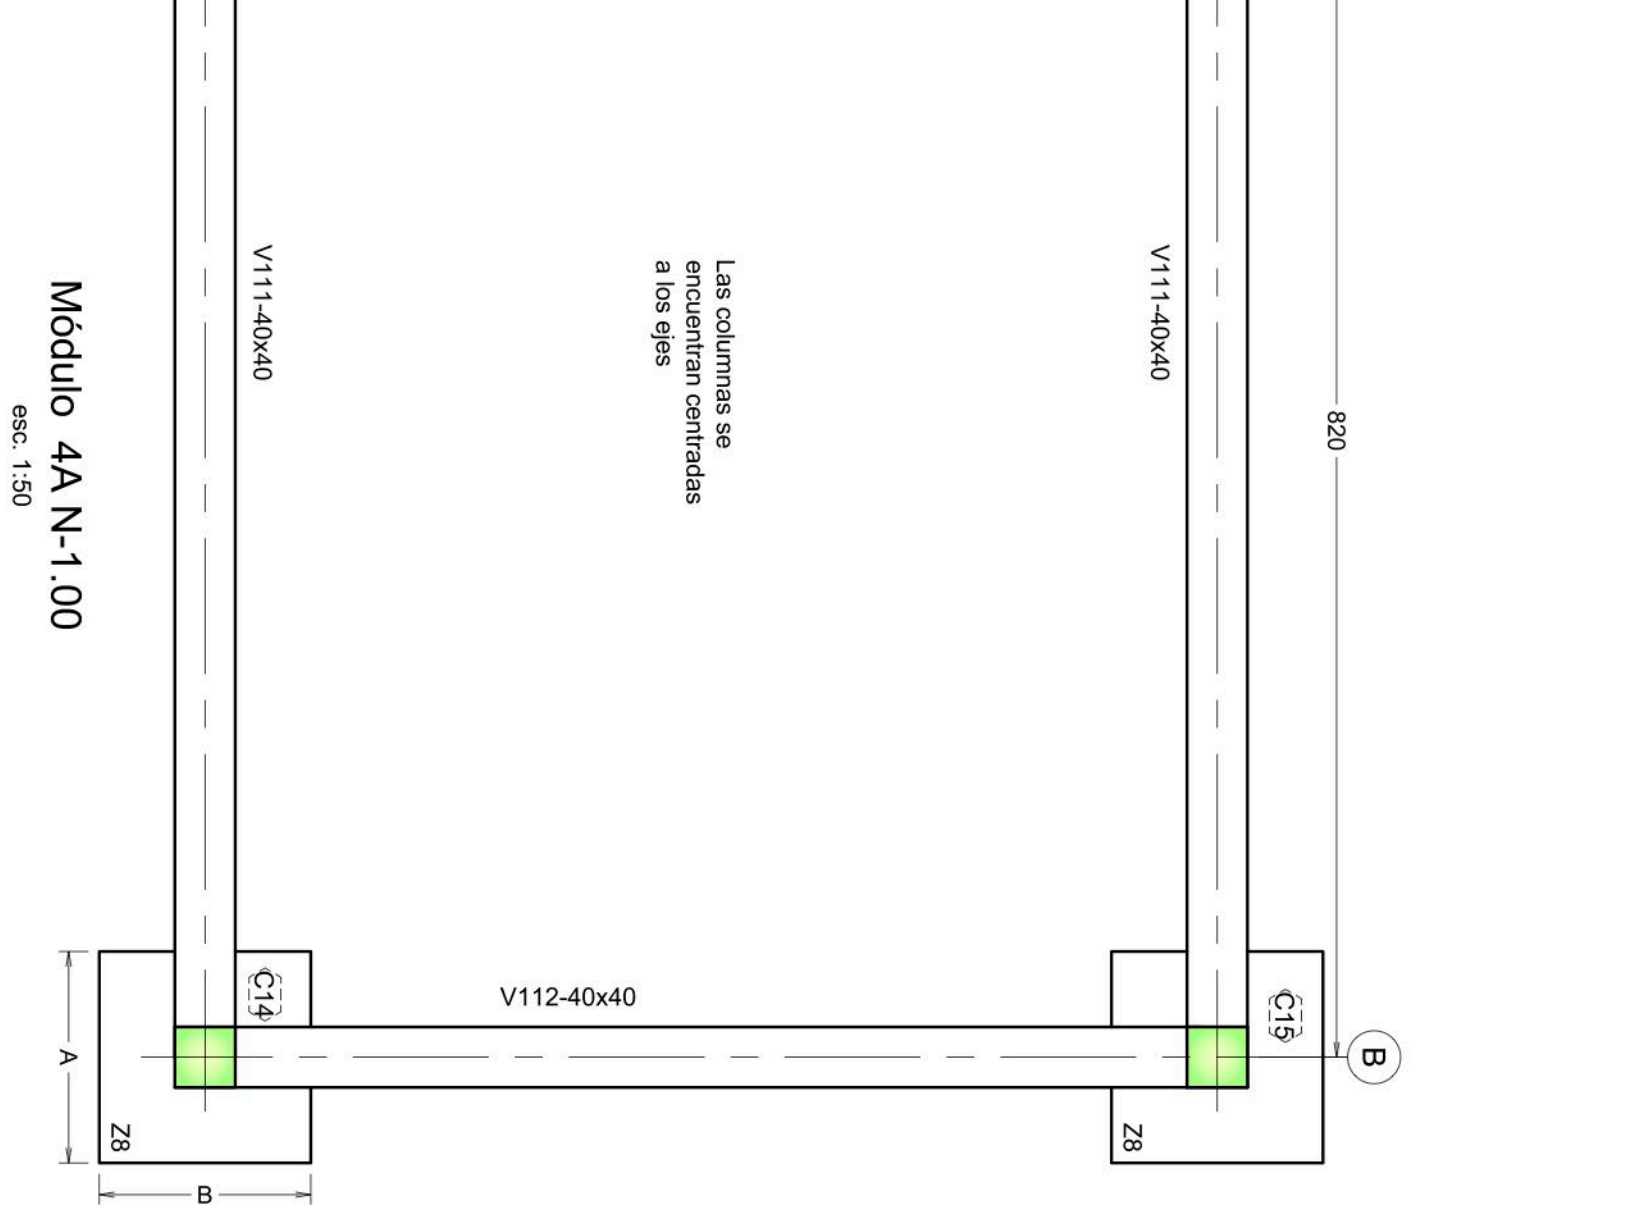 V111-40x40
V111-40x40
Las columnas se
encuentran centradas
a los ejes
820
Módulo 4A N-1.00
esc. 1:50
C14
C15
V112-40x40
B
A
Z8
Z8
B